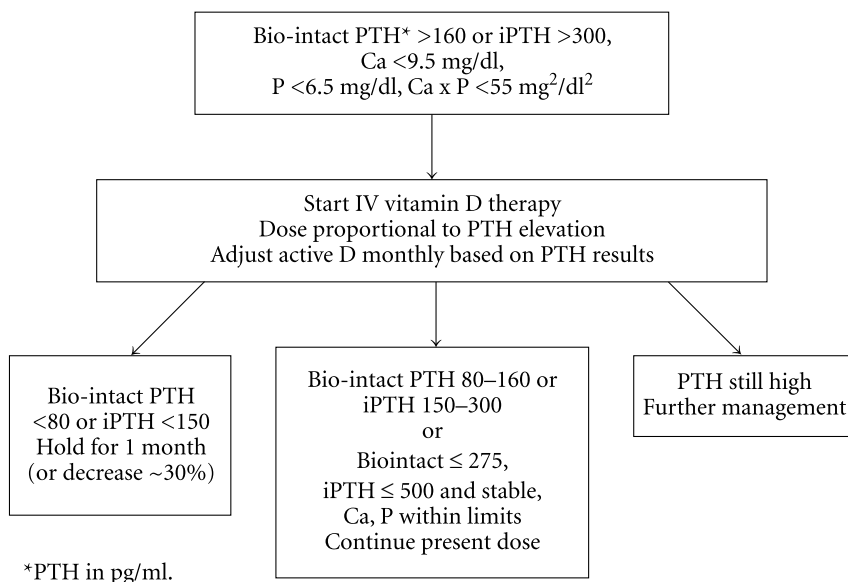 Bio-intact PTH* >160 or iPTH >300,
Ca <9.5 mg/dl,
P <6.5 mg/dl, Ca x P <55 mg²/dl²
Start IV vitamin D therapy
Dose proportional to PTH elevation
Adjust active D monthly based on PTH results
Bio-intact PTH
<80 or iPTH <150
Hold for 1 month
(or decrease ~30%)
Bio-intact PTH 80–160 or
iPTH 150–300
or
Biointact ≤ 275,
iPTH ≤ 500 and stable,
Ca, P within limits
Continue present dose
PTH still high
Further management
*PTH in pg/ml.